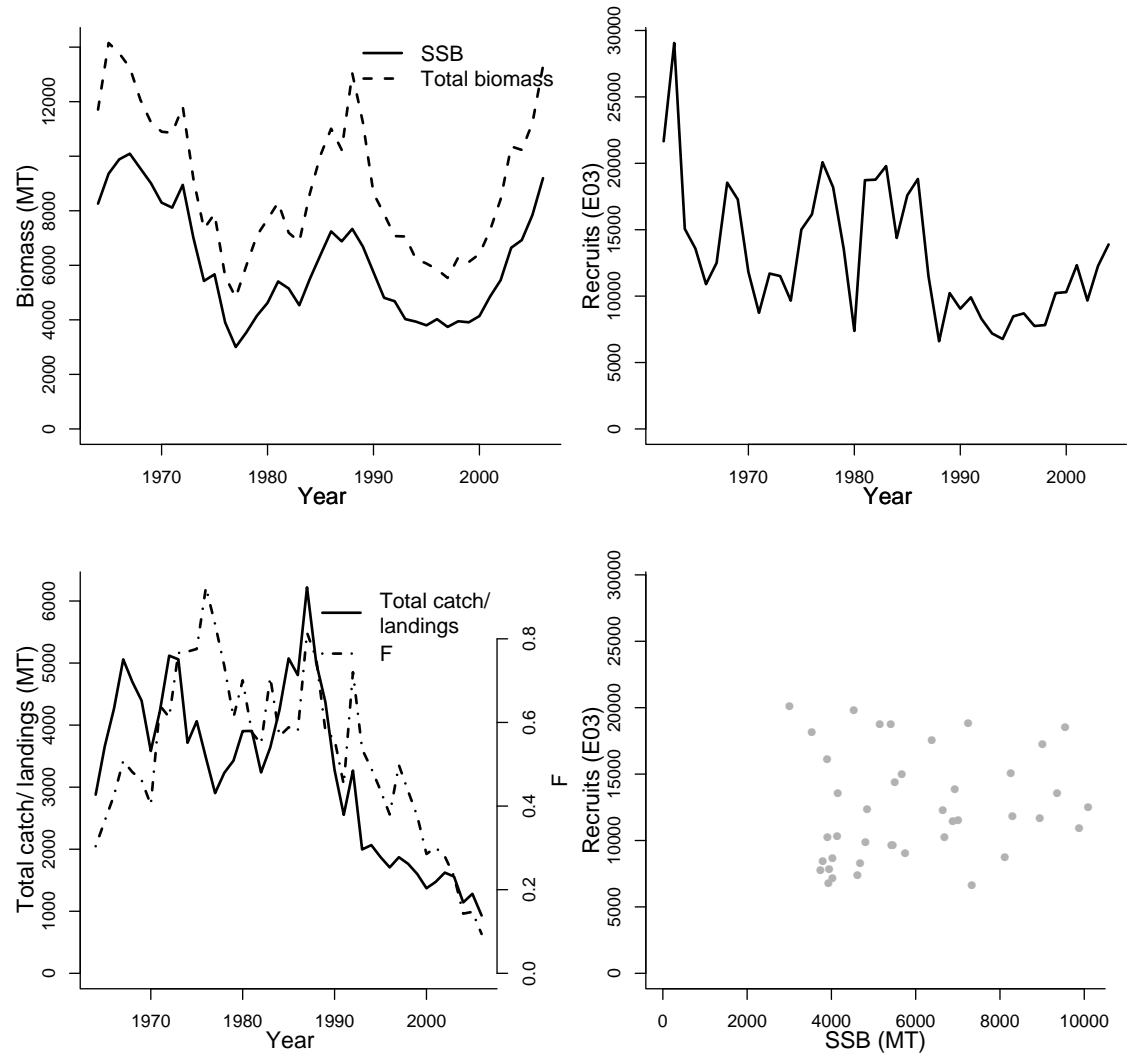 SSB
Total biomass
Biomass (MT)
0 2000 4000 6000 8000 12000
1970 1980 1990 2000
Year
Recruits (E03)
0 5000 10000 15000 20000 25000 30000
1970 1980 1990 2000
Year
Total catch/
landings
F
Total catch/ landings (MT)
0 1000 2000 3000 4000 5000 6000
F
0.0 0.2 0.4 0.6 0.8
1970 1980 1990 2000
Year
Recruits (E03)
0 5000 10000 15000 20000 25000 30000
0 2000 4000 6000 8000 10000
SSB (MT)